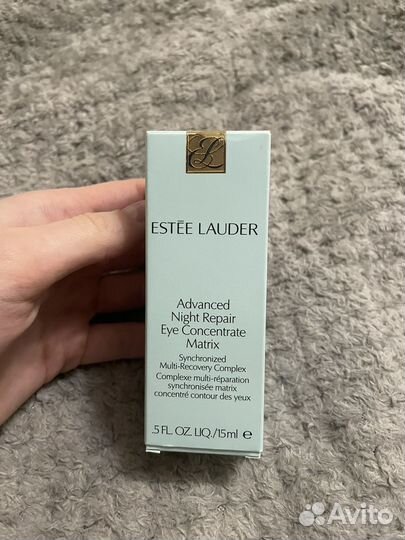 EL
ESTĒE LAUDER
Advanced
Night Repair
Eye Concentrate
Matrix
Synchronized
Multi-Recovery Complex
Complexe multi-réparation
synchronisée matrix
concentré contour des yeux
.5 FL. OZ. LIQ./15ml e
Avito